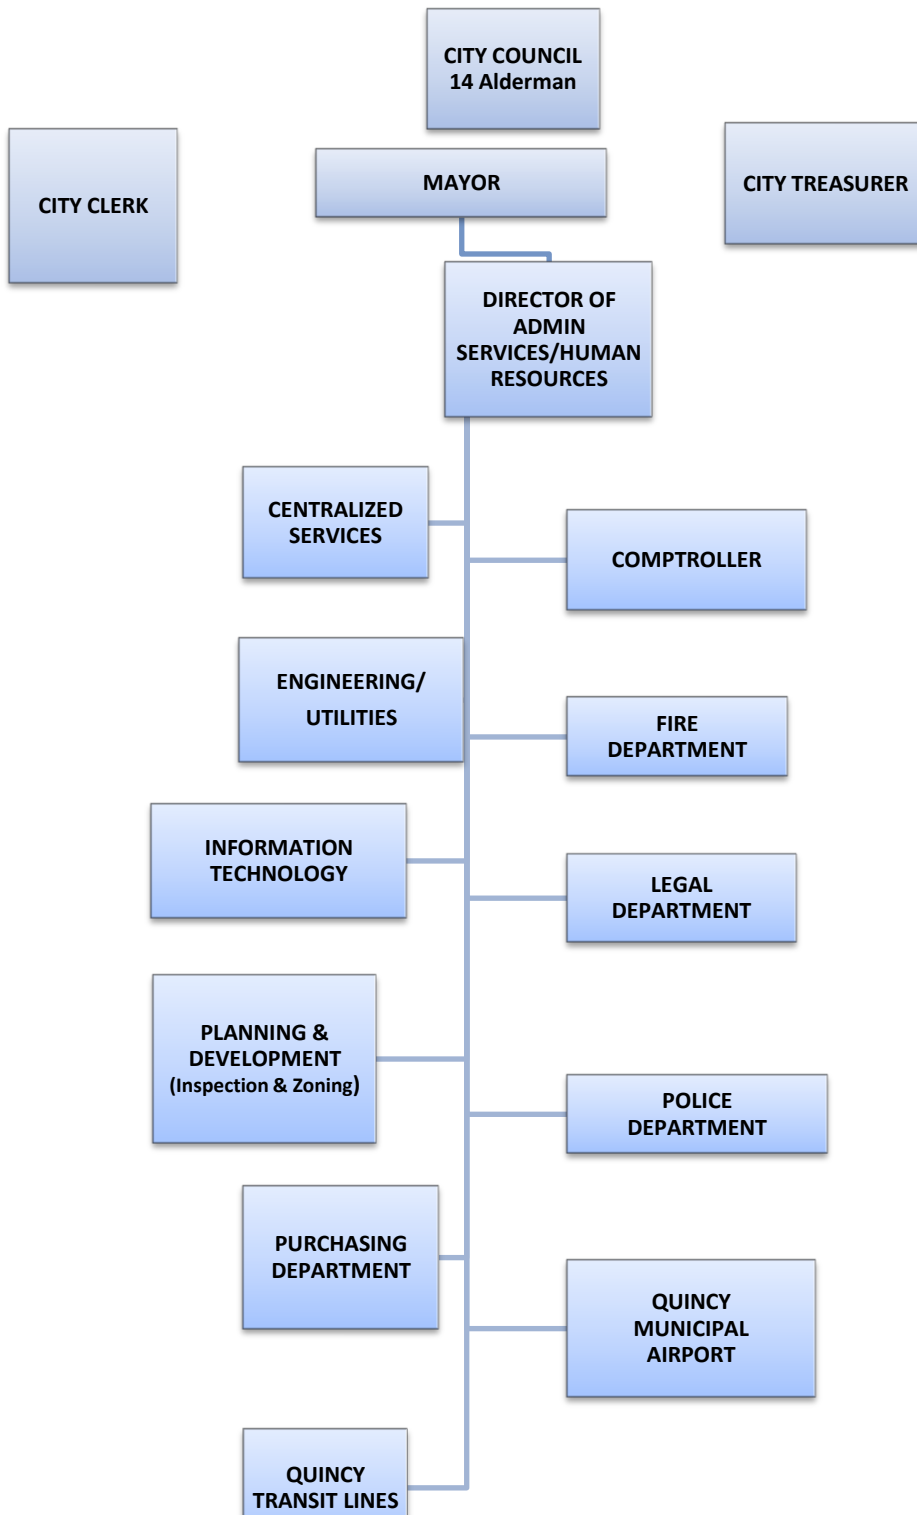 CITY COUNCIL
14 Alderman
CITY CLERK
MAYOR
CITY TREASURER
DIRECTOR OF
ADMIN
SERVICES/HUMAN
RESOURCES
CENTRALIZED
SERVICES
COMPTROLLER
ENGINEERING/
UTILITIES
FIRE
DEPARTMENT
INFORMATION
TECHNOLOGY
LEGAL
DEPARTMENT
PLANNING &
DEVELOPMENT
(Inspection & Zoning)
POLICE
DEPARTMENT
PURCHASING
DEPARTMENT
QUINCY
MUNICIPAL
AIRPORT
QUINCY
TRANSIT LINES